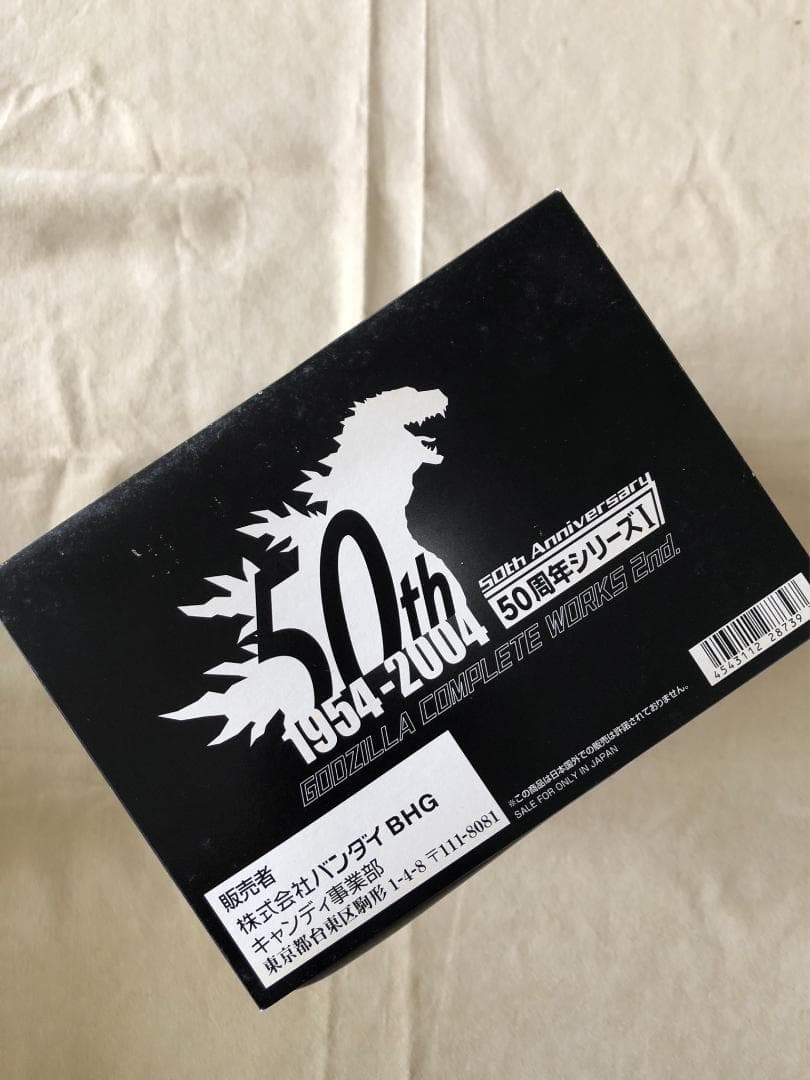 50th
1954-2004
50th Anniversary
50周年シリーズI
GODZILLA COMPLETE WORKS 2nd.
4543112 28739
※この商品は日本国外での販売は許諾されておりません。
SALE FOR ONLY IN JAPAN
販売者
株式会社バンダイ BHG
キャンディ事業部
東京都台東区駒形 1-4-8 〒111-8081